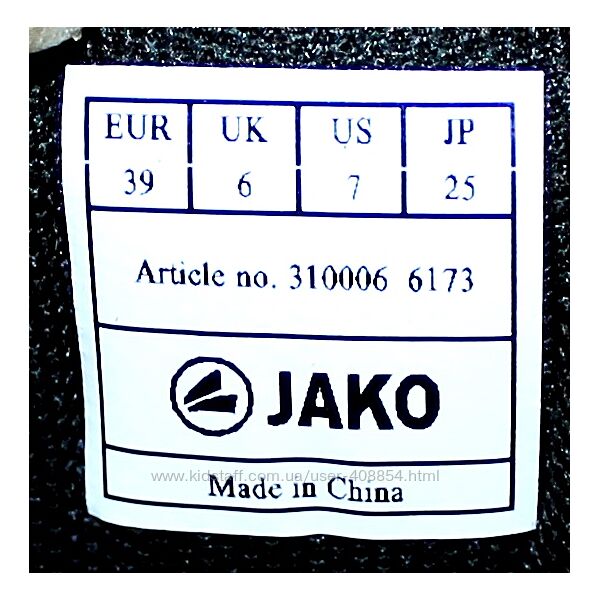 EUR UK US JP
39 6 7 25
Article no. 310006 6173
JAKO
www.kidstaff.com.ua/user-408854.html
Made in China